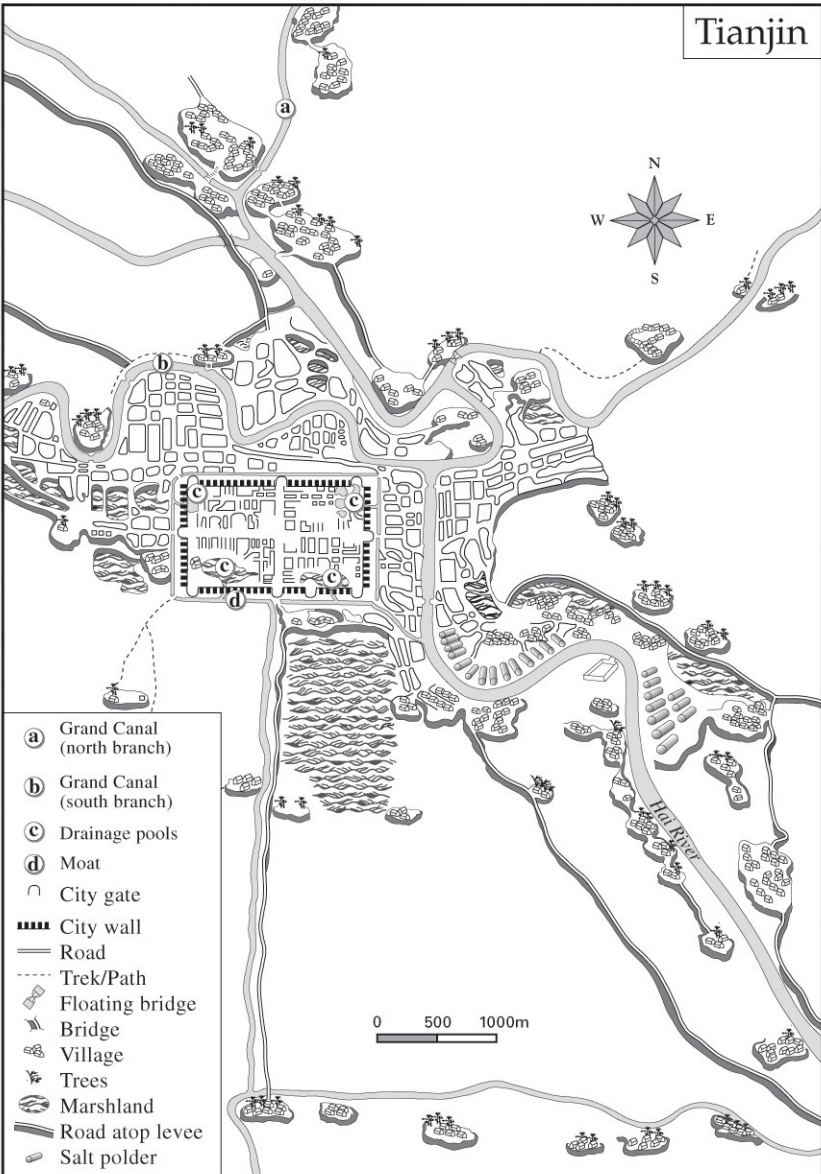 Tianjin
a
N
W E
S
b
c
c
c
c
d
Hai River
a Grand Canal
(north branch)
b Grand Canal
(south branch)
c Drainage pools
d Moat
City gate
City wall
Road
Trek/Path
Floating bridge
Bridge
Village
Trees
Marshland
Road atop levee
Salt polder
0 500 1000m